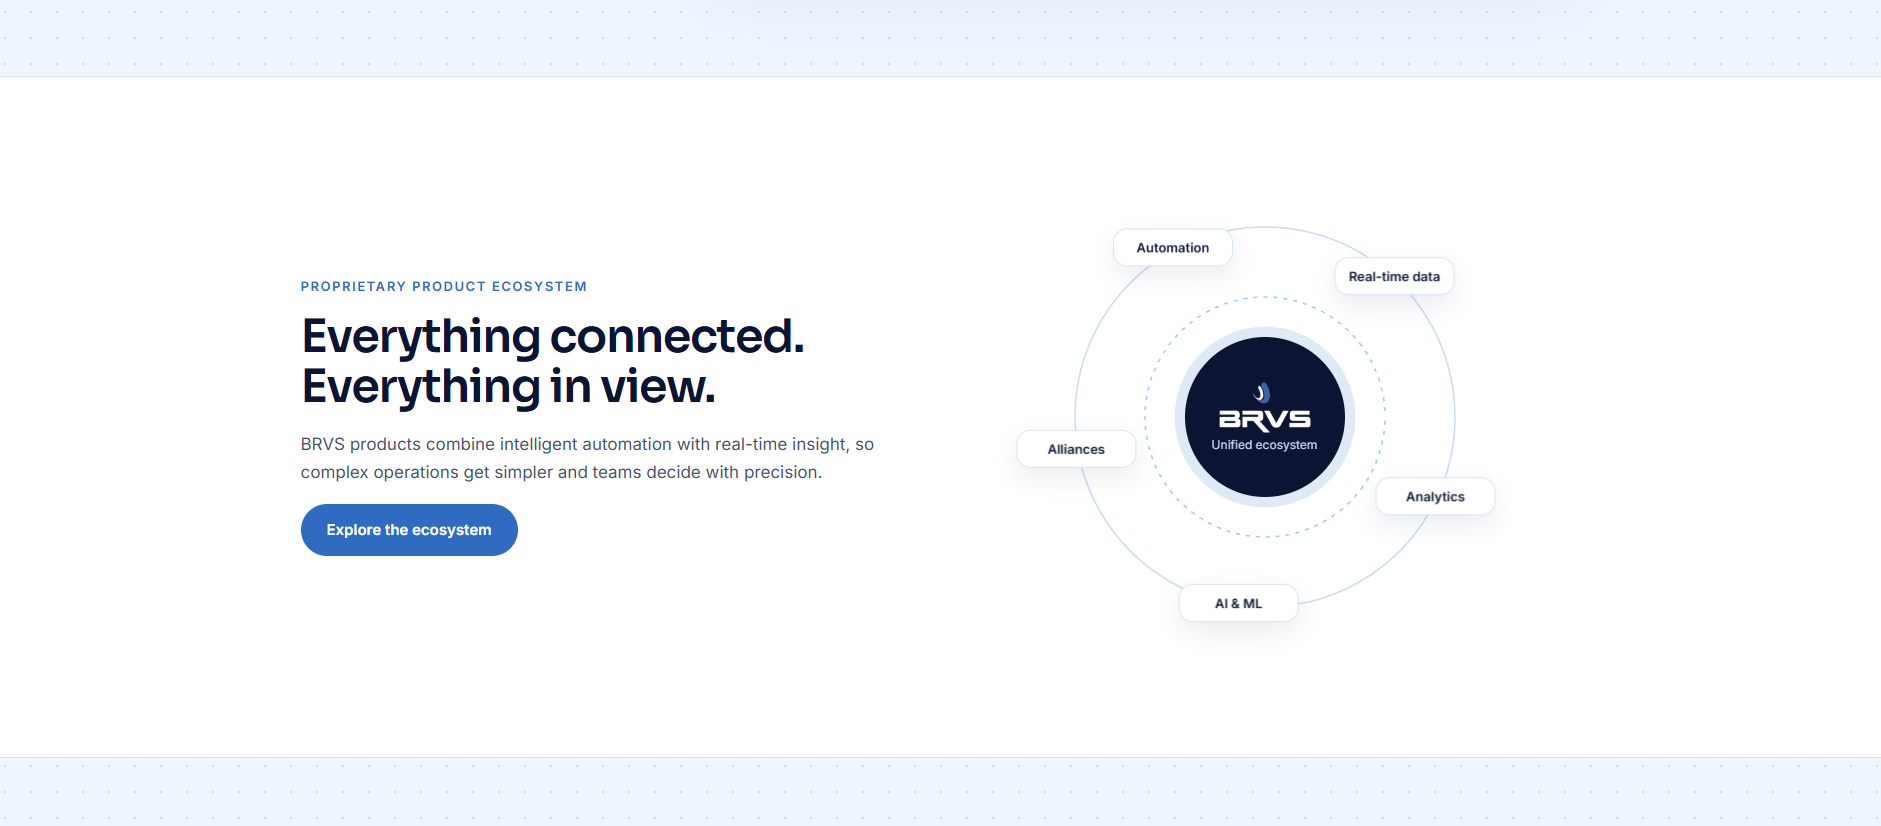 PROPRIETARY PRODUCT ECOSYSTEM
Everything connected.
Everything in view.
BRVS products combine intelligent automation with real-time insight, so
complex operations get simpler and teams decide with precision.
Explore the ecosystem
Automation
Real-time data
BRVS
Unified ecosystem
Alliances
Analytics
AI & ML